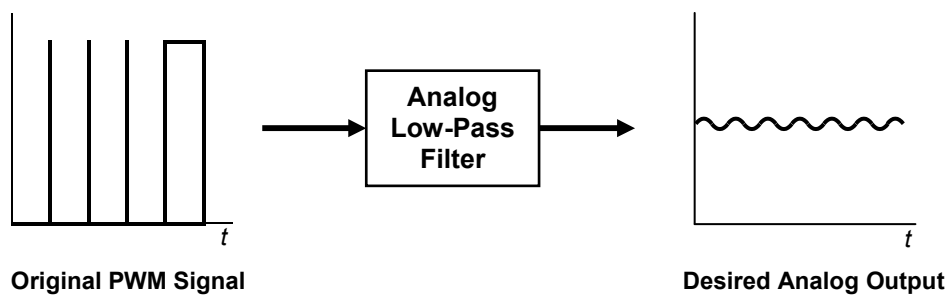 Analog
Low-Pass
Filter
t
t
Original PWM Signal
Desired Analog Output